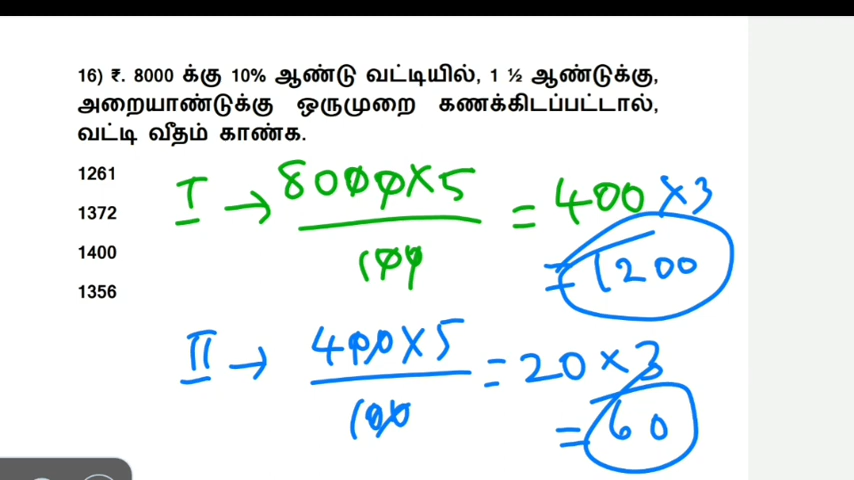 16) ₹. 8000 க்கு 10% ஆண்டு வட்டியில், 1 ½ ஆண்டுக்கு,
அறையாண்டுக்கு ஒருமுறை கணக்கிடப்பட்டால்,
வட்டி வீதம் காண்க.
1261
1372
1400
1356
I → 8000×5 / 100 = 400 ×3
= 1200
II → 400×5 / 100 = 20 × 3
= 60